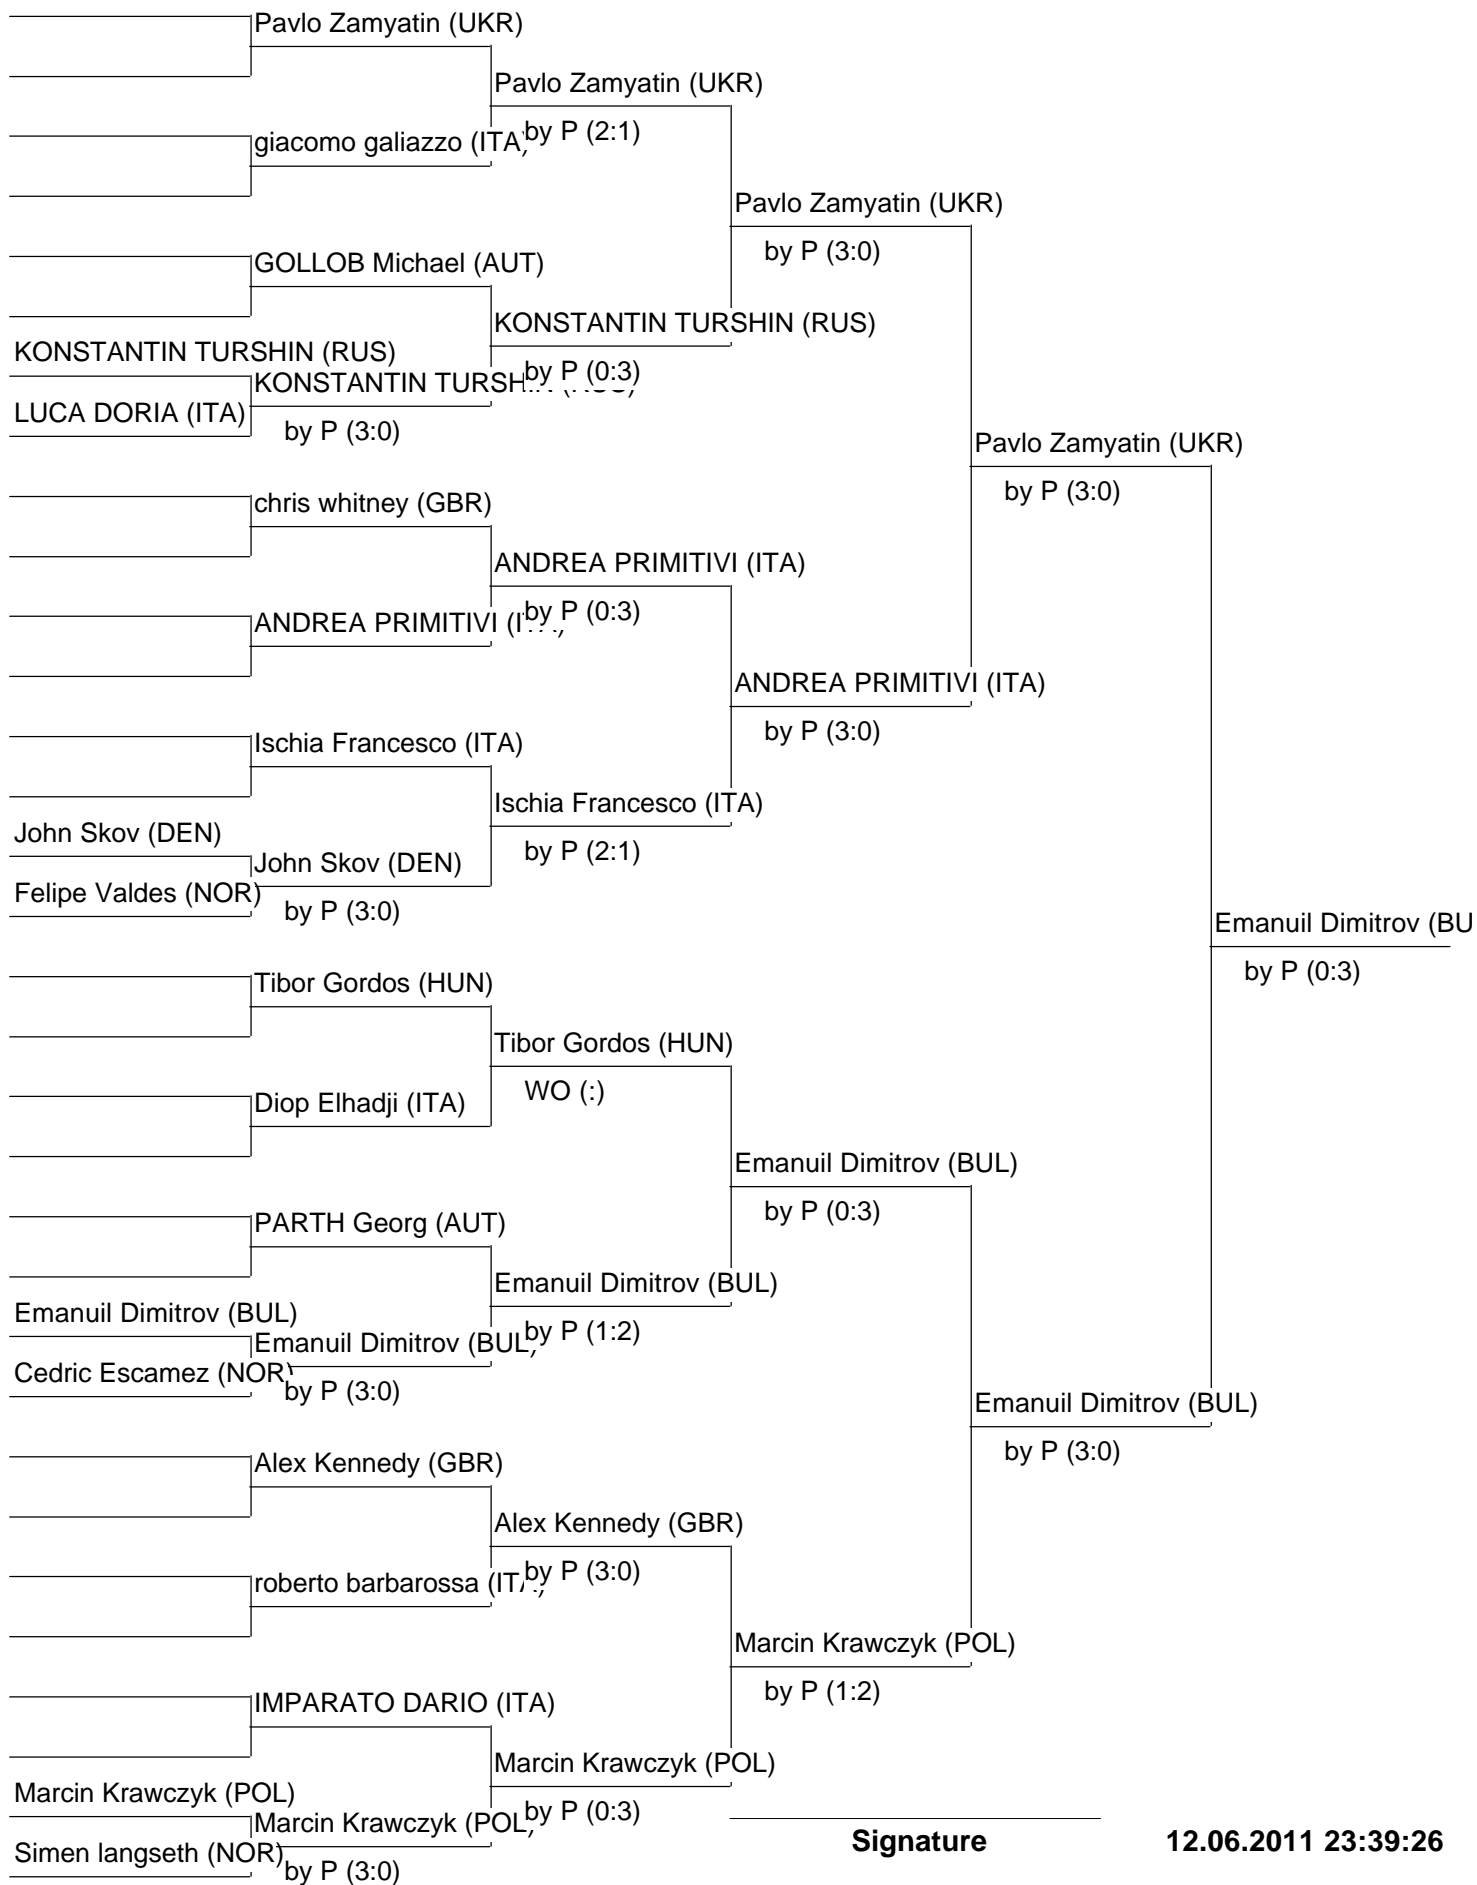 Pavlo Zamyatin (UKR)
Pavlo Zamyatin (UKR)
by P (2:1)
giacomo galiazzo (ITA)
Pavlo Zamyatin (UKR)
by P (3:0)
GOLLOB Michael (AUT)
KONSTANTIN TURSHIN (RUS)
KONSTANTIN TURSHIN (RUS)
by P (0:3)
KONSTANTIN TURSHIN (RUS)
LUCA DORIA (ITA)
by P (3:0)
Pavlo Zamyatin (UKR)
by P (3:0)
chris whitney (GBR)
ANDREA PRIMITIVI (ITA)
by P (0:3)
ANDREA PRIMITIVI (ITA)
ANDREA PRIMITIVI (ITA)
by P (3:0)
Ischia Francesco (ITA)
Ischia Francesco (ITA)
John Skov (DEN)
by P (2:1)
John Skov (DEN)
Felipe Valdes (NOR)
by P (3:0)
Emanuil Dimitrov (BU
by P (0:3)
Tibor Gordos (HUN)
Tibor Gordos (HUN)
WO (:)
Diop Elhadji (ITA)
Emanuil Dimitrov (BUL)
by P (0:3)
PARTH Georg (AUT)
Emanuil Dimitrov (BUL)
Emanuil Dimitrov (BUL)
by P (1:2)
Emanuil Dimitrov (BUL)
Cedric Escamez (NOR)
by P (3:0)
Emanuil Dimitrov (BUL)
by P (3:0)
Alex Kennedy (GBR)
Alex Kennedy (GBR)
by P (3:0)
roberto barbarossa (ITA)
Marcin Krawczyk (POL)
by P (1:2)
IMPARATO DARIO (ITA)
Marcin Krawczyk (POL)
Marcin Krawczyk (POL)
by P (0:3)
Marcin Krawczyk (POL)
Simen langseth (NOR)
by P (3:0)
Signature
12.06.2011 23:39:26